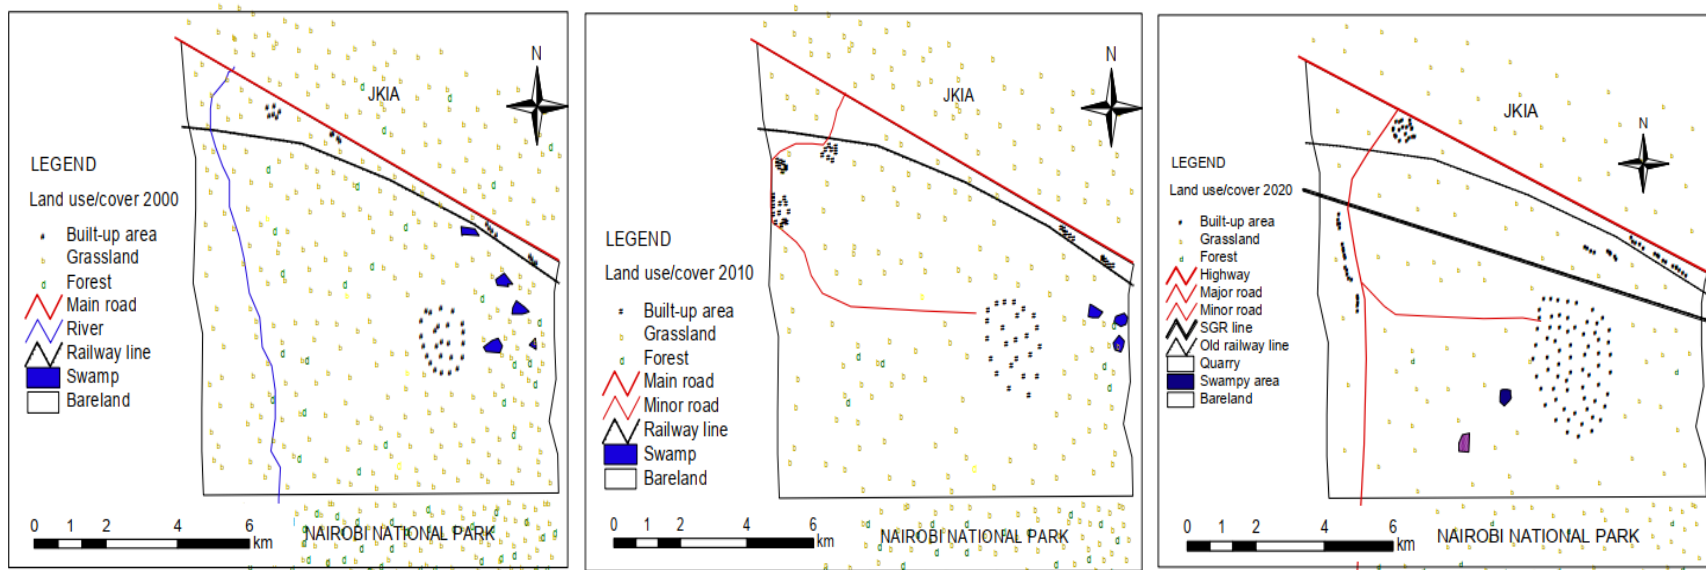 N
JKIA
LEGEND
Land use/cover 2000
Built-up area
Grassland
Forest
Main road
River
Railway line
Swamp
Bareland
0 1 2 4 6
km
NAIROBI NATIONAL PARK
N
JKIA
LEGEND
Land use/cover 2010
Built-up area
Grassland
Forest
Main road
Minor road
Railway line
Swamp
Bareland
0 1 2 4 6
km
NAIROBI NATIONAL PARK
N
JKIA
LEGEND
Land use/cover 2020
Built-up area
Grassland
Forest
Highway
Major road
Minor road
SGR line
Old railway line
Quarry
Swampy area
Bareland
0 1 2 4 6
km
NAIROBI NATIONAL PARK